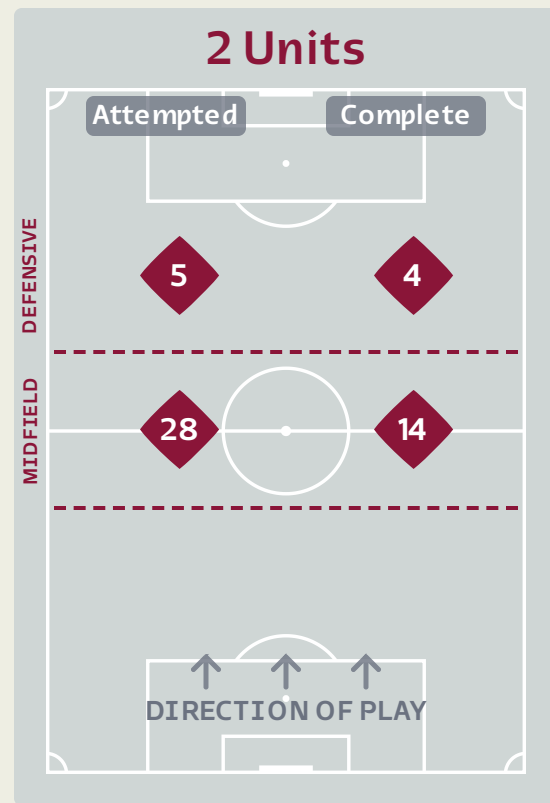 2 Units
Attempted Complete
DEFENSIVE
5 4
MIDFIELD
28 14
DIRECTION OF PLAY